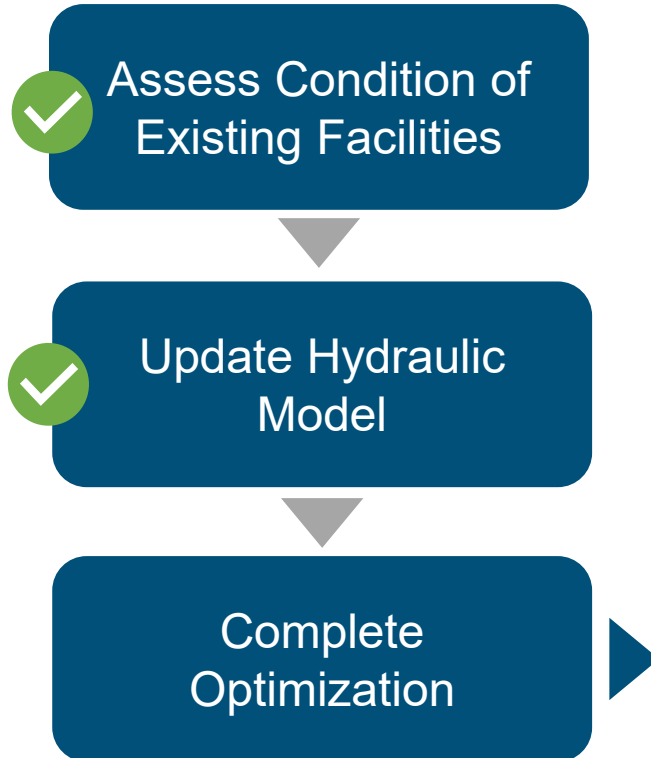 Assess Condition of
Existing Facilities
Update Hydraulic
Model
Complete
Optimization